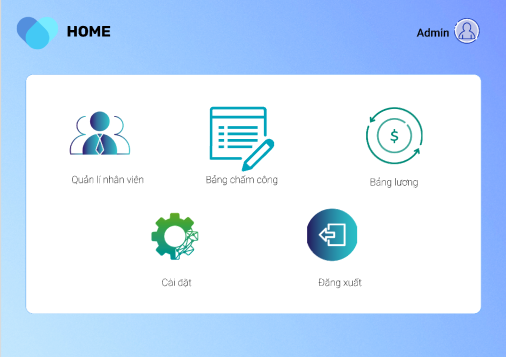 HOME
Admin
$
Quản lí nhân viên
Bảng chấm công
Bảng lương
Cài đặt
Đăng xuất